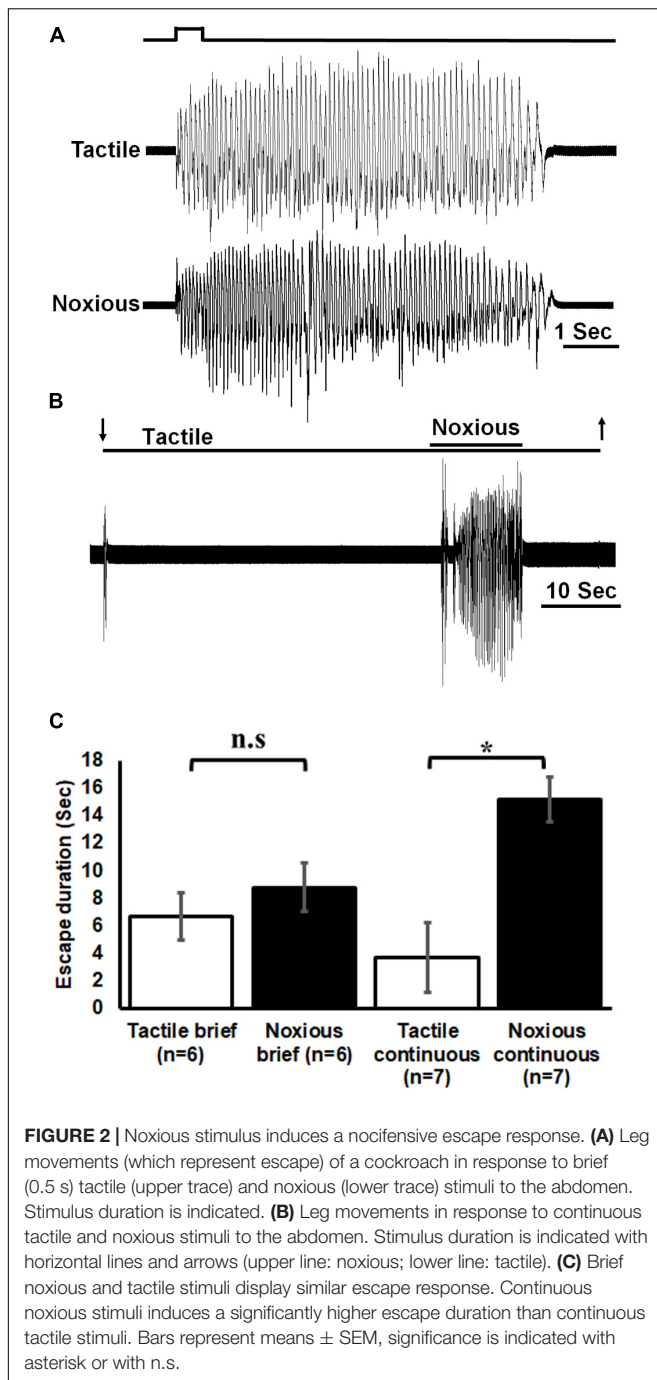 A
Tactile
Noxious
1 Sec
B
Tactile
Noxious
10 Sec
C
n.s
*
18
16
14
12
10
8
6
4
2
0
Escape duration (Sec)
Tactile brief
(n=6)
Noxious
brief (n=6)
Tactile
continuous
(n=7)
Noxious
continuous
(n=7)
FIGURE 2 | Noxious stimulus induces a nocifensive escape response. (A) Leg
movements (which represent escape) of a cockroach in response to brief
(0.5 s) tactile (upper trace) and noxious (lower trace) stimuli to the abdomen.
Stimulus duration is indicated. (B) Leg movements in response to continuous
tactile and noxious stimuli to the abdomen. Stimulus duration is indicated with
horizontal lines and arrows (upper line: noxious; lower line: tactile). (C) Brief
noxious and tactile stimuli display similar escape response. Continuous
noxious stimuli induces a significantly higher escape duration than continuous
tactile stimuli. Bars represent means ± SEM, significance is indicated with
asterisk or with n.s.